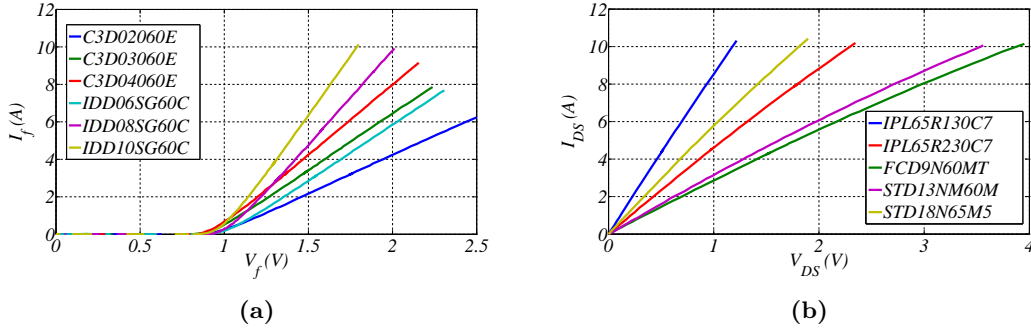 12
10
8
6
4
2
0
I_f (A)
C3D02060E
C3D03060E
C3D04060E
IDD06SG60C
IDD08SG60C
IDD10SG60C
0 0.5 1 1.5 2 2.5
V_f (V)
(a)
12
10
8
6
4
2
0
I_DS (A)
IPL65R130C7
IPL65R230C7
FCD9N60MT
STD13NM60M
STD18N65M5
0 1 2 3 4
V_DS (V)
(b)